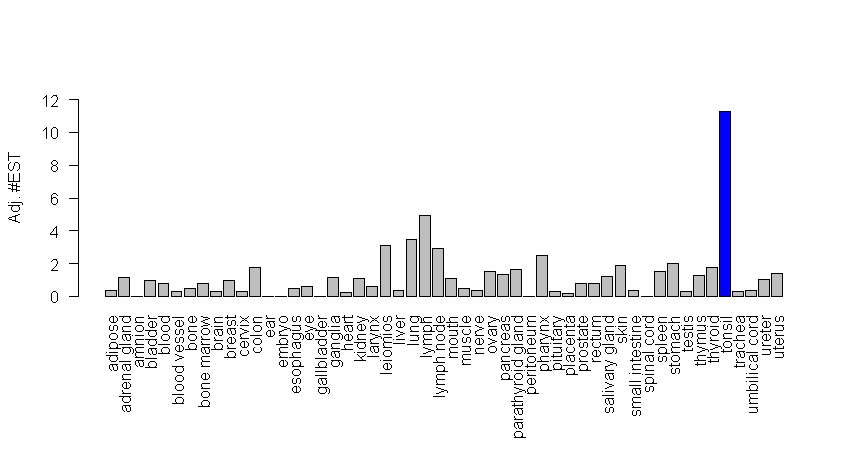 Adj. #EST
12
10
8
6
4
2
0
adipose
adrenal gland
amnion
bladder
blood
blood vessel
bone
bone marrow
brain
breast
cervix
colon
ear
embryo
esophagus
eye
gallbladder
ganglia
heart
kidney
larynx
leiomios
liver
lung
lymph
lymph node
mouth
muscle
nerve
ovary
pancreas
parathyroid gland
peritoneum
pharynx
pituitary
placenta
prostate
rectum
salivary gland
skin
small intestine
spinal cord
spleen
stomach
testis
thymus
thyroid
tonsil
trachea
umbilical cord
ureter
uterus